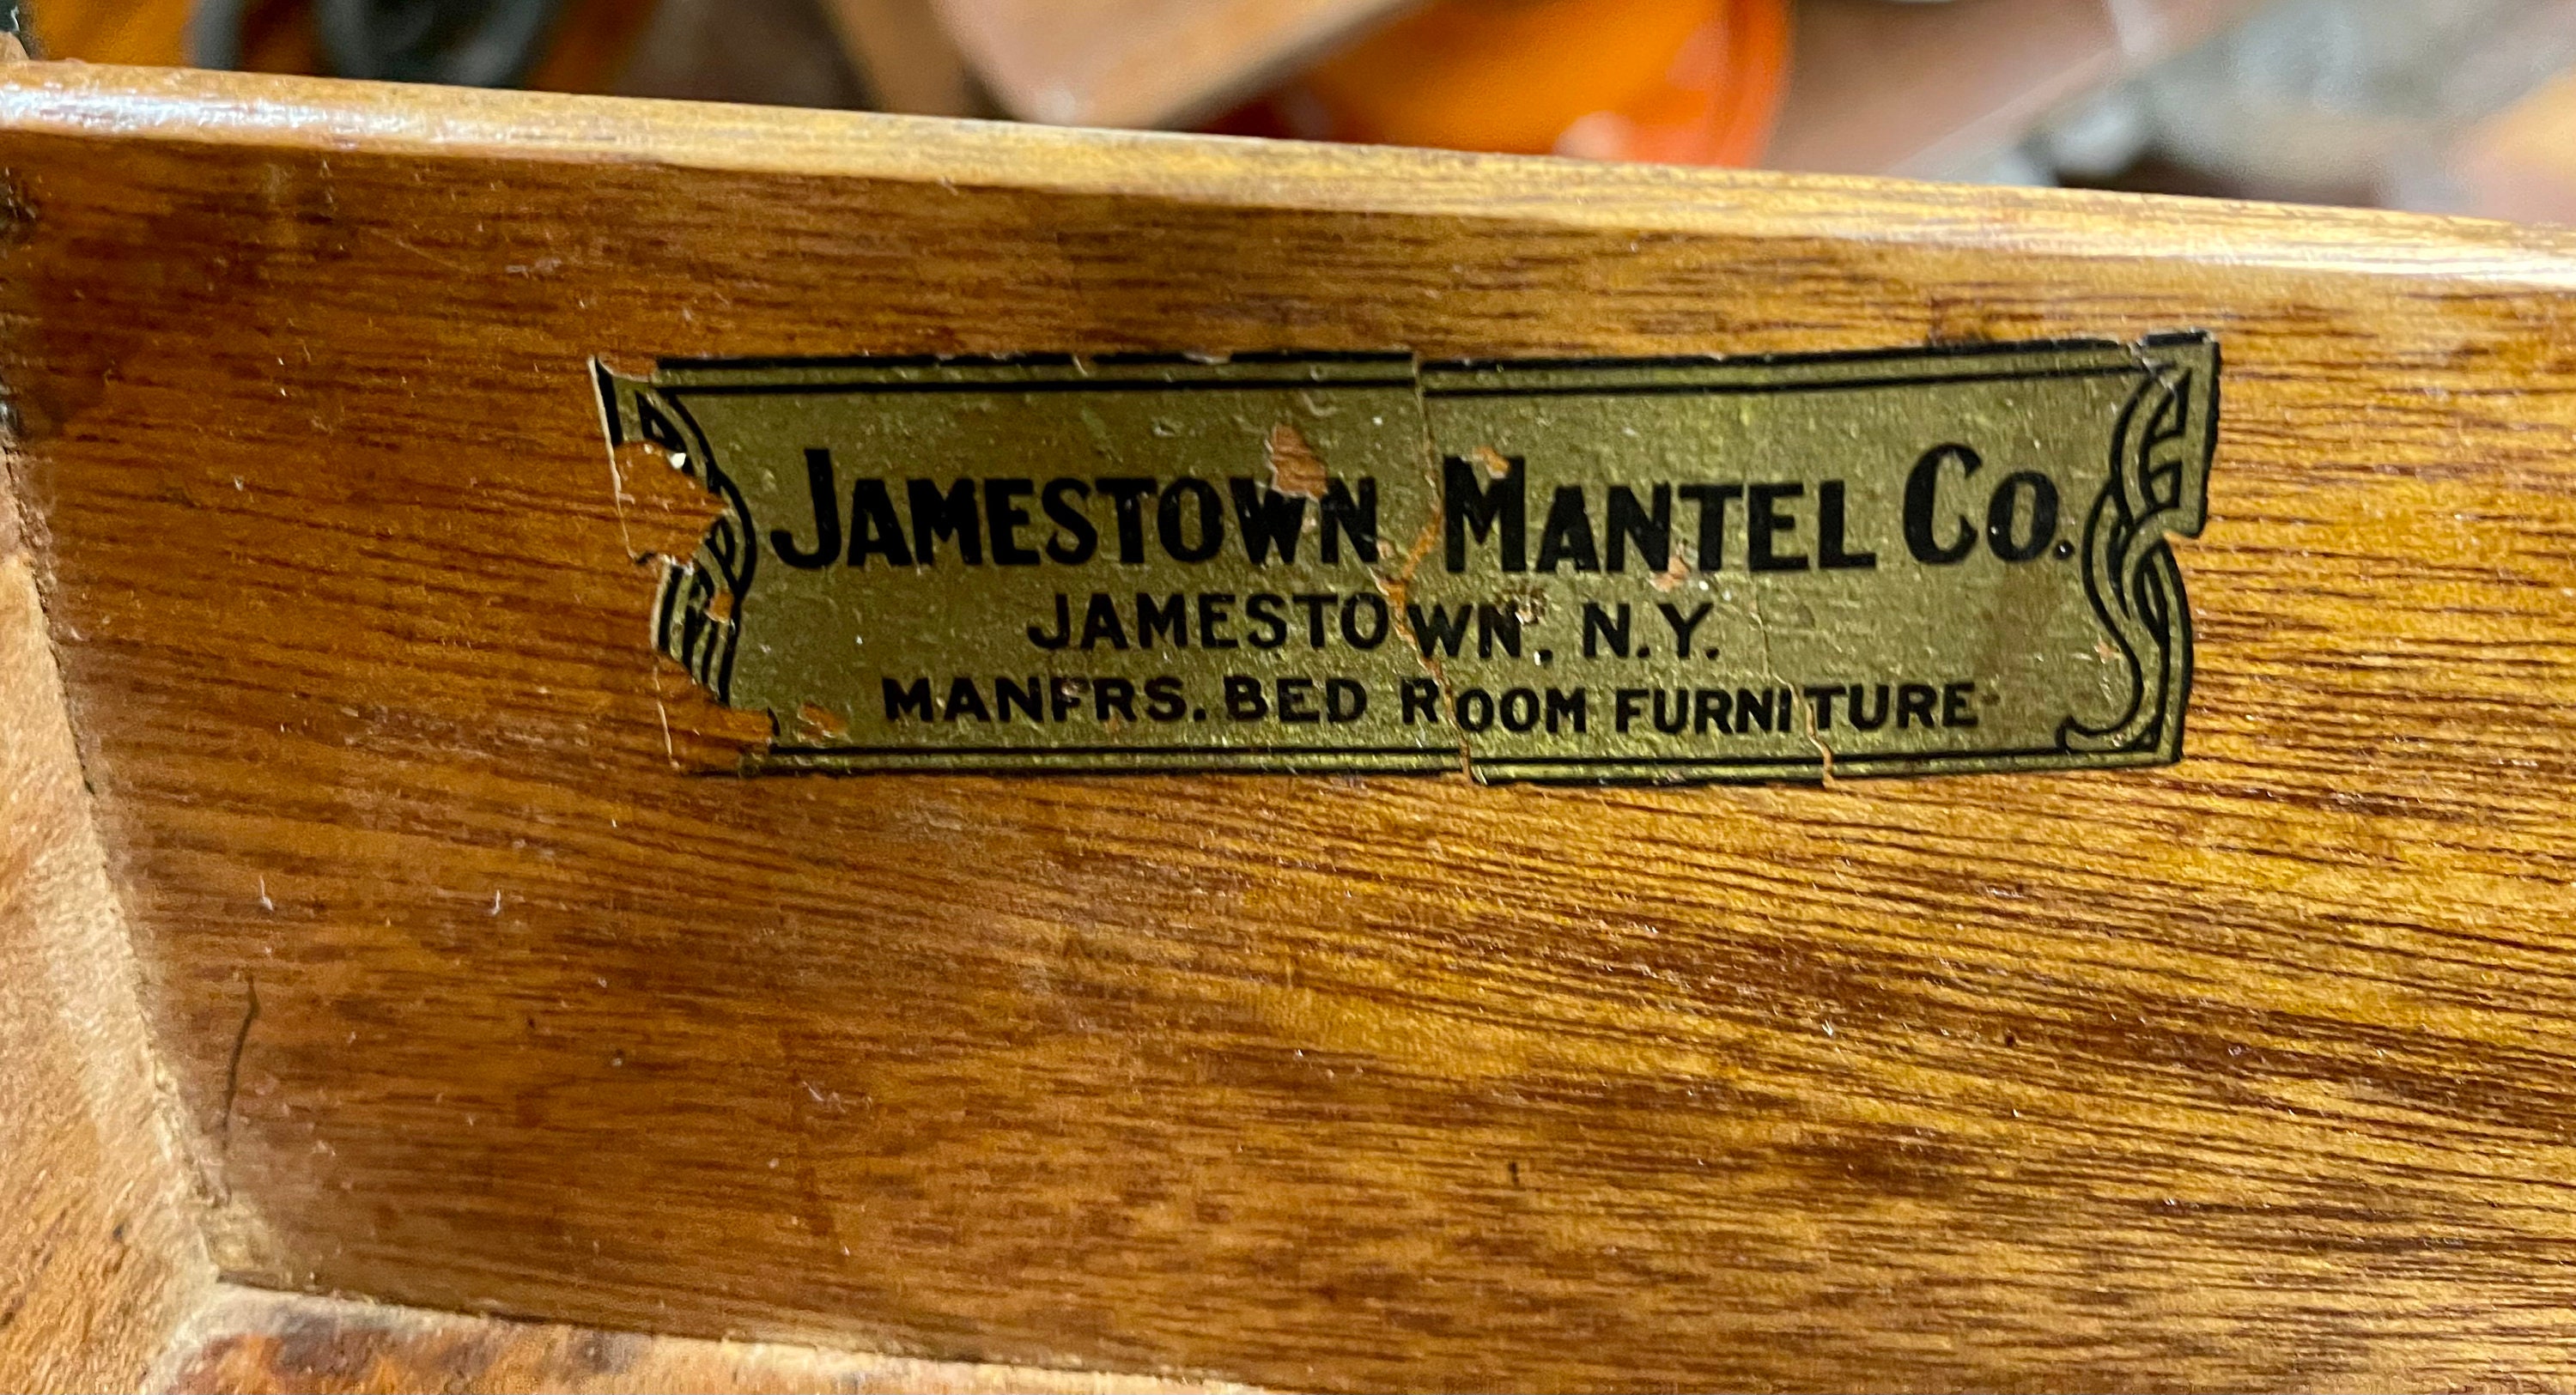 JAMESTOWN MANTEL CO.
JAMESTOWN, N.Y.
MANFRS. BED ROOM FURNITURE